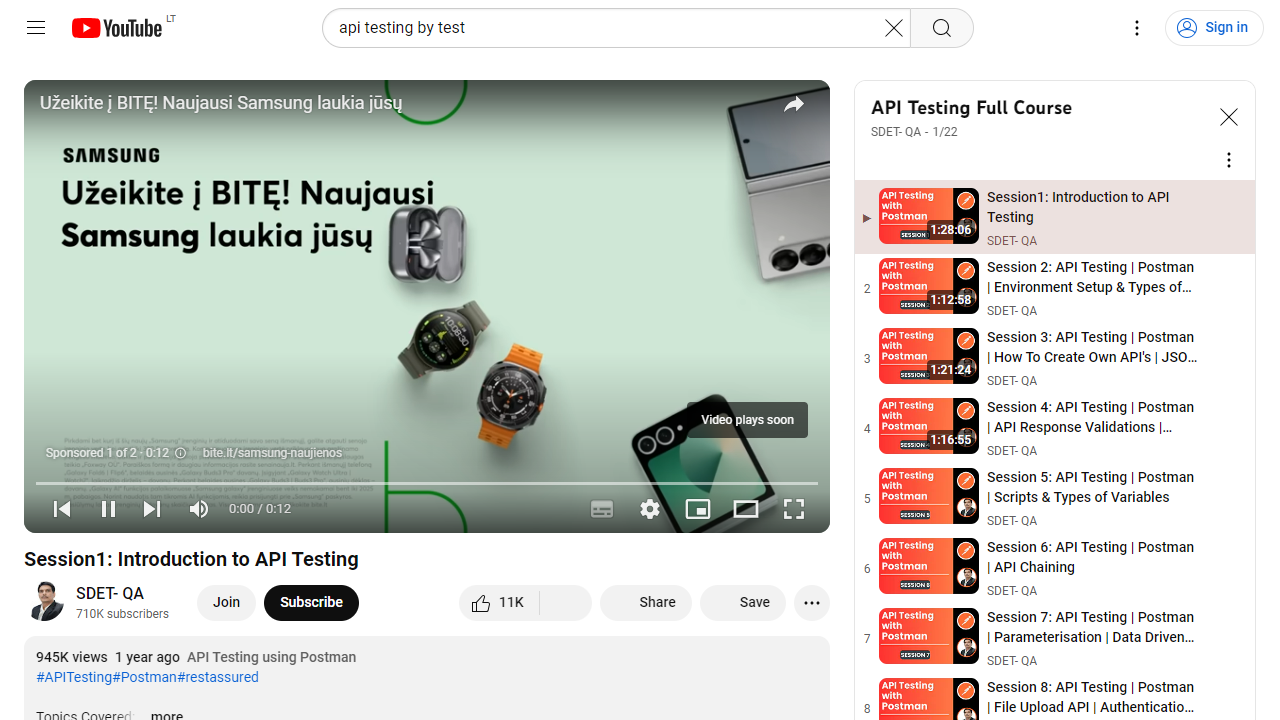 YouTube LT
api testing by test
Sign in
Užeikite į BITĘ! Naujausi Samsung laukia jūsų
SAMSUNG
Užeikite į BITĘ! Naujausi
Samsung laukia jūsų
Video plays soon
Sponsored 1 of 2 · 0:12
bite.lt/samsung-naujienos
0:00 / 0:12
Session1: Introduction to API Testing
SDET- QA
710K subscribers
Join
Subscribe
11K
Share
Save
945K views 1 year ago API Testing using Postman
#APITesting#Postman#restassured
Topics Covered: ...more
API Testing Full Course
SDET- QA - 1/22
API Testing
with
Postman
SESSION
1:28:06
Session1: Introduction to API
Testing
SDET- QA
2
API Testing
with
Postman
SESSION
1:12:58
Session 2: API Testing | Postman
| Environment Setup & Types of...
SDET- QA
3
API Testing
with
Postman
SESSION
1:21:24
Session 3: API Testing | Postman
| How To Create Own API's | JSO...
SDET- QA
4
API Testing
with
Postman
SESSION
1:16:55
Session 4: API Testing | Postman
| API Response Validations |...
SDET- QA
5
API Testing
with
Postman
SESSION 5
Session 5: API Testing | Postman
| Scripts & Types of Variables
SDET- QA
6
API Testing
with
Postman
SESSION 6
Session 6: API Testing | Postman
| API Chaining
SDET- QA
7
API Testing
with
Postman
SESSION 7
Session 7: API Testing | Postman
| Parameterisation | Data Driven...
SDET- QA
8
API Testing
with
Postman
Session 8: API Testing | Postman
| File Upload API | Authenticatio...